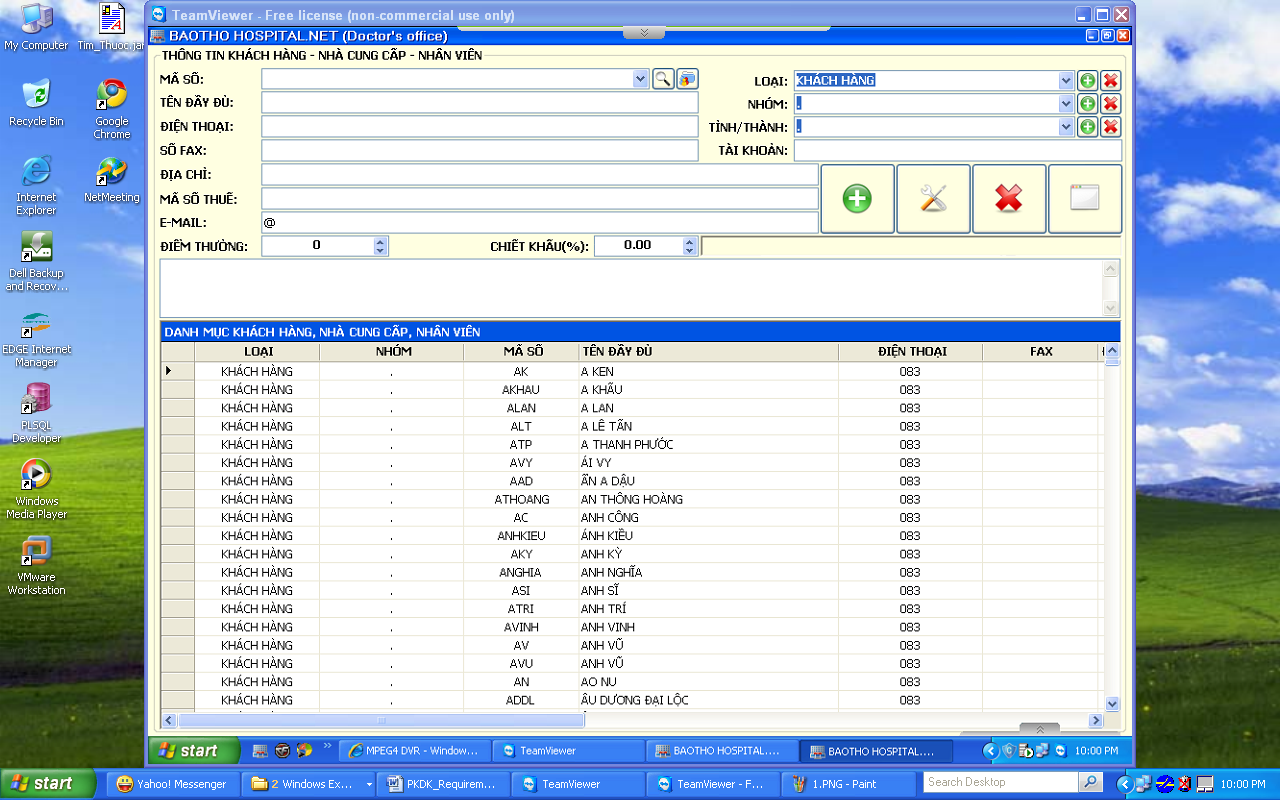 My Computer
Tim_Thuoc.jar
Recycle Bin
Google Chrome
Internet Explorer
NetMeeting
Dell Backup and Recov...
EDGE Internet Manager
PLSQL Developer
Windows Media Player
VMware Workstation
TeamViewer - Free license (non-commercial use only)
BAOTHO HOSPITAL.NET (Doctor's office)
THÔNG TIN KHÁCH HÀNG - NHÀ CUNG CẤP - NHÂN VIÊN
MÃ SỐ:
LOẠI: KHÁCH HÀNG
TÊN ĐẦY ĐỦ:
NHÓM: .
ĐIỆN THOẠI:
TỈNH/THÀNH: .
SỐ FAX:
TÀI KHOẢN:
ĐỊA CHỈ:
MÃ SỐ THUẾ:
E-MAIL: @
ĐIỂM THƯỞNG: 0 CHIẾT KHẤU(%): 0.00
DANH MỤC KHÁCH HÀNG, NHÀ CUNG CẤP, NHÂN VIÊN
LOẠI NHÓM MÃ SỐ TÊN ĐẦY ĐỦ ĐIỆN THOẠI FAX
KHÁCH HÀNG . AK A KEN 083
KHÁCH HÀNG . AKHAU A KHẨU 083
KHÁCH HÀNG . ALAN A LAN 083
KHÁCH HÀNG . ALT A LÊ TẤN 083
KHÁCH HÀNG . ATP A THANH PHƯỚC 083
KHÁCH HÀNG . AVY ÁI VY 083
KHÁCH HÀNG . AAD ẨN A DẬU 083
KHÁCH HÀNG . ATHOANG AN THÔNG HOÀNG 083
KHÁCH HÀNG . AC ANH CÔNG 083
KHÁCH HÀNG . ANHKIEU ÁNH KIỀU 083
KHÁCH HÀNG . AKY ANH KỲ 083
KHÁCH HÀNG . ANGHIA ANH NGHĨA 083
KHÁCH HÀNG . ASI ANH SĨ 083
KHÁCH HÀNG . ATRI ANH TRÍ 083
KHÁCH HÀNG . AVINH ANH VINH 083
KHÁCH HÀNG . AV ANH VŨ 083
KHÁCH HÀNG . AVU ANH VŨ 083
KHÁCH HÀNG . AN AO NU 083
KHÁCH HÀNG . ADDL ÂU DƯƠNG ĐẠI LỘC 083
start MPEG4 DVR - Window... TeamViewer BAOTHO HOSPITAL.... BAOTHO HOSPITAL.... 10:00 PM
start Yahoo! Messenger 2 Windows Ex... PKDK_Requirem... TeamViewer TeamViewer - F... 1.PNG - Paint Search Desktop 10:00 PM